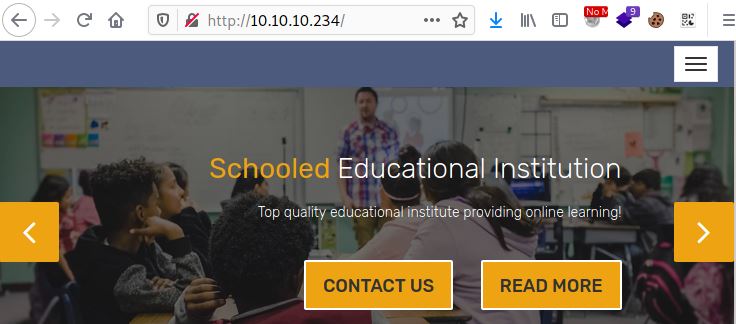 http://10.10.10.234/
No M
9
Schooled Educational Institution
Top quality educational institute providing online learning!
CONTACT US
READ MORE